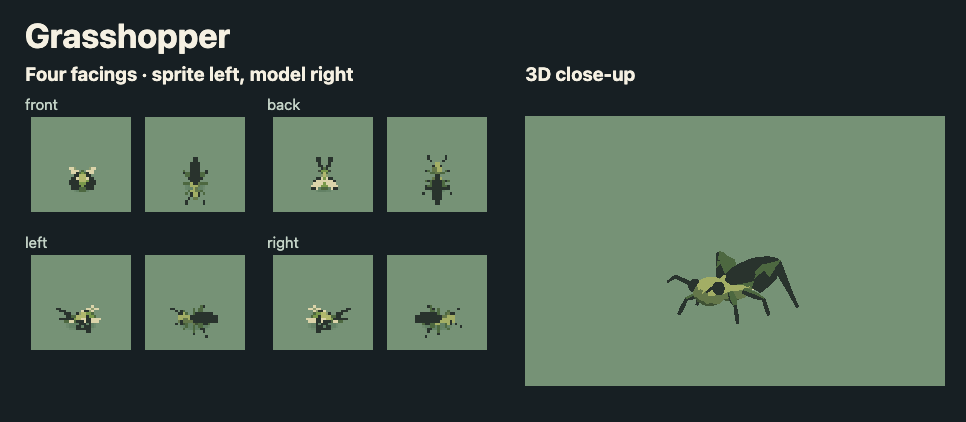 Grasshopper
Four facings · sprite left, model right
3D close-up
front
back
left
right